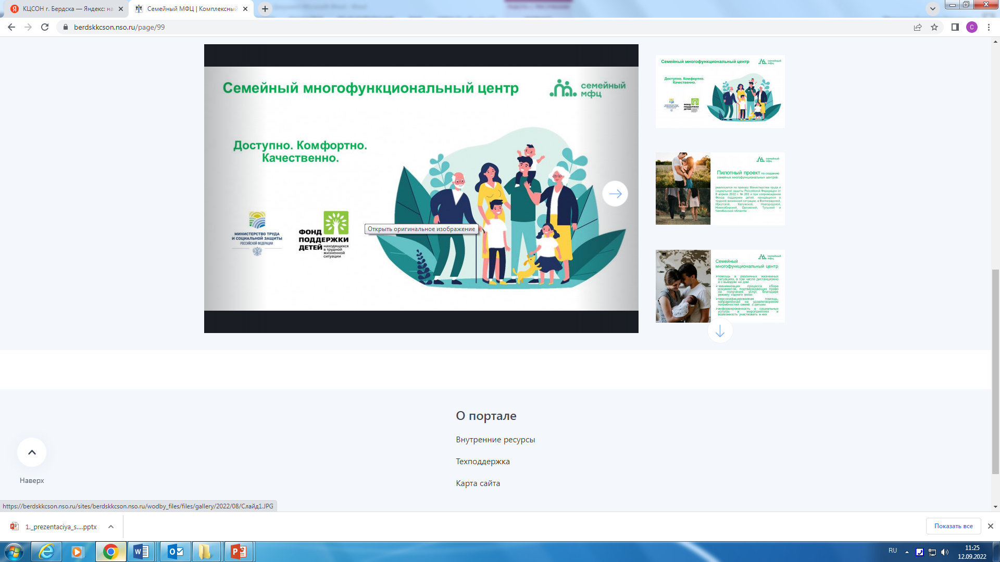 КЦСОН г. Бердска — Яндекс: на
Семейный МФЦ | Комплексный
berdskkcson.nso.ru/page/99
C
Семейный многофункциональный центр
семейный
мфц
Доступно. Комфортно.
Качественно.
МИНИСТЕРСТВО ТРУДА
И СОЦИАЛЬНОЙ ЗАЩИТЫ
РОССИЙСКОЙ ФЕДЕРАЦИИ
ФОНД
ПОДДЕРЖКИ
ДЕТЕЙ
находящихся
в трудной
жизненной
ситуации
Открыть оригинальное изображение
Семейный многофункциональный центр
семейный
мфц
Доступно. Комфортно.
Качественно.
ФОНД
ПОДДЕРЖКИ
ДЕТЕЙ
семейный
мфц
Пилотный проект по созданию
семейных многофункциональных центров
реализуется по приказу Министерства труда и
социальной защиты Российской Федерации от
8 апреля 2022 г. № 203 и при сопровождении
Фонда поддержки детей, находящихся в
трудной жизненной ситуации, в Волгоградской,
Иркутской, Калужской, Нижегородской,
Новосибирской, Орловской, Тульской и
Челябинской областях
семейный
мфц
Семейный
многофункциональный центр
помощь в различных жизненных
ситуациях, в том числе дистанционно
и с выездом на дом
минимизация процесса сбора
документов, подтверждающих право
на получение услуг, благодаря
режиму «одного окна»
персонифицированная помощь,
направленная на удовлетворение
потребностей семей с детьми
информированность о социальных
услугах и мероприятиях и
возможность участвовать в них
О портале
Внутренние ресурсы
Техподдержка
Карта сайта
Наверх
https://berdskkcson.nso.ru/sites/berdskkcson.nso.ru/wodby_files/files/gallery/2022/08/Слайд1.JPG
1._prezentaciya_s....pptx
Показать все
RU
11:25
12.09.2022